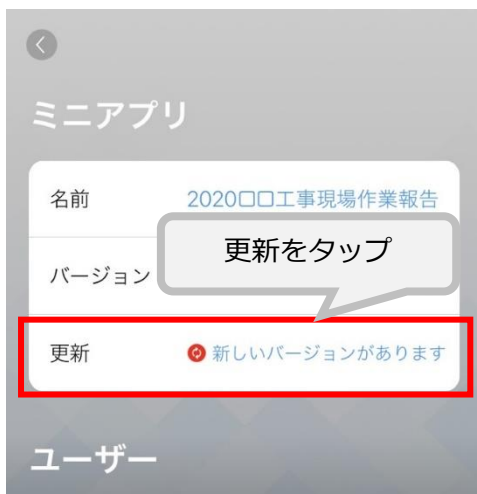 ミニアプリ
名前 2020□□工事現場作業報告
更新をタップ
バージョン
更新 新しいバージョンがあります
ユーザー